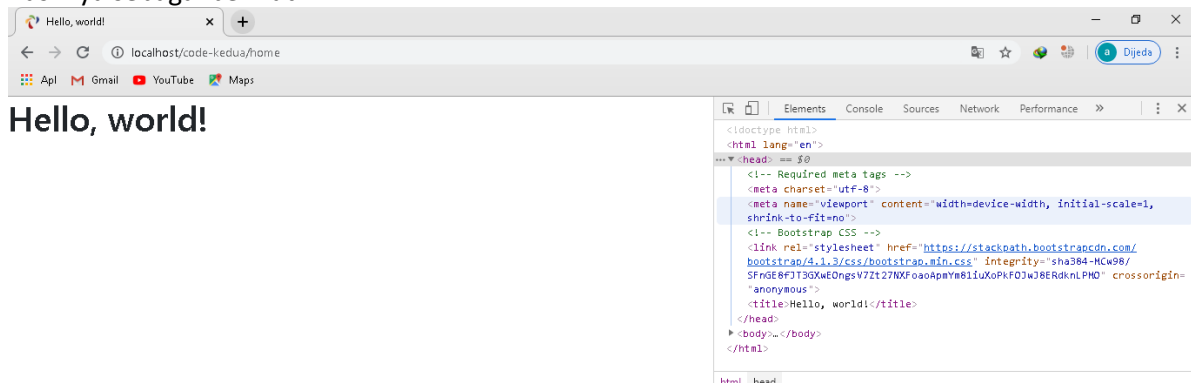 Hello, world!
localhost/code-kedua/home
a Dijeda
Apl Gmail YouTube Maps
Hello, world!
Elements Console Sources Network Performance »
<!doctype html>
<html lang="en">
••• ▼<head> == $0
<!-- Required meta tags -->
<meta charset="utf-8">
<meta name="viewport" content="width=device-width, initial-scale=1,
shrink-to-fit=no">
<!-- Bootstrap CSS -->
<link rel="stylesheet" href="https://stackpath.bootstrapcdn.com/
bootstrap/4.1.3/css/bootstrap.min.css" integrity="sha384-MCw98/
SFnGE8fJT3GXwEOngsV7Zt27NXFoaoApmYm81iuXoPkFOJwJ8ERdknLPMO" crossorigin=
"anonymous">
<title>Hello, world!</title>
</head>
▶<body>…</body>
</html>
html head